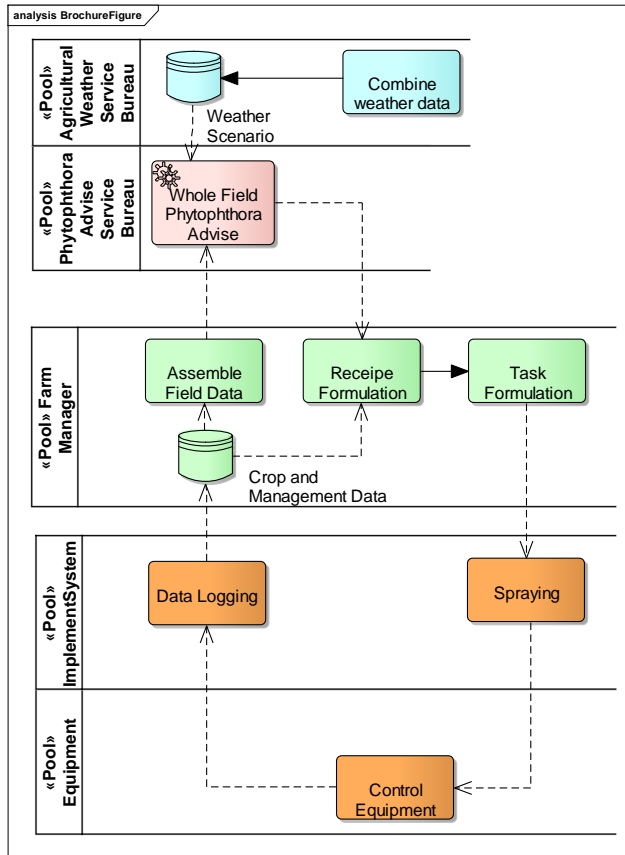 analysis BrochureFigure
«Pool»
Agricultural
Weather
Service
Bureau
Combine
weather data
Weather
Scenario
«Pool»
Phytophthora
Advise
Service
Bureau
Whole Field
Phytophthora
Advise
«Pool» Farm
Manager
Assemble
Field Data
Receipe
Formulation
Task
Formulation
Crop and
Management Data
«Pool»
ImplementSystem
Data Logging
Spraying
«Pool»
Equipment
Control
Equipment